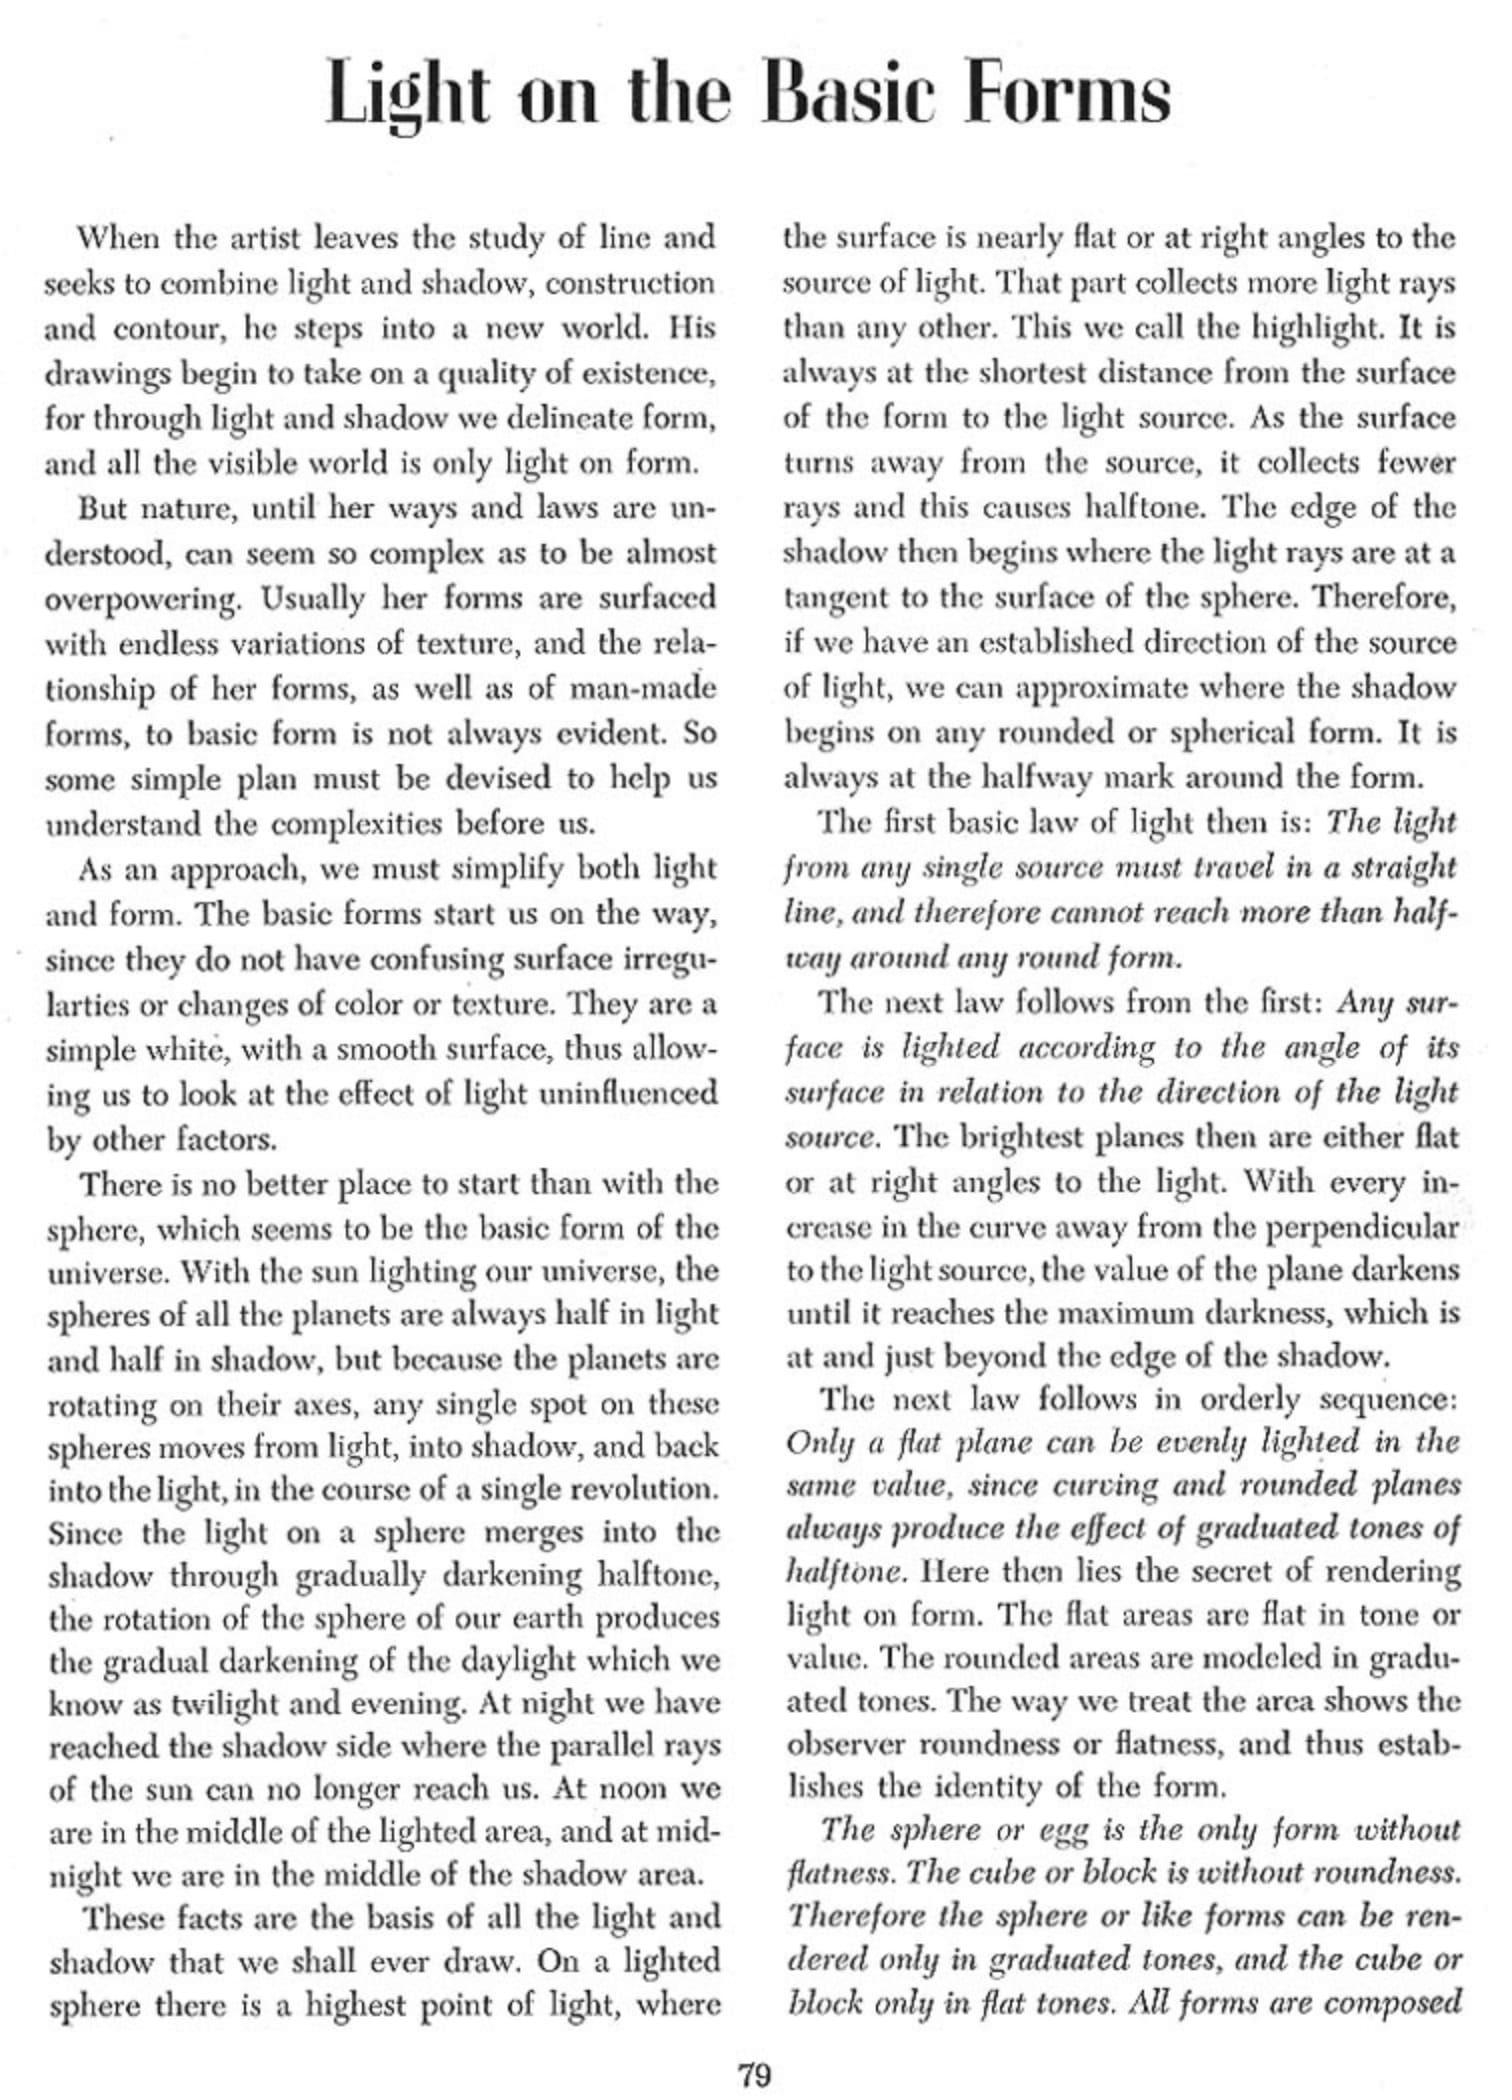 Light on the Basic Forms
When the artist leaves the study of line and
seeks to combine light and shadow, construction
and contour, he steps into a new world. His
drawings begin to take on a quality of existence,
for through light and shadow we delineate form,
and all the visible world is only light on form.
But nature, until her ways and laws are un-
derstood, can seem so complex as to be almost
overpowering. Usually her forms are surfaced
with endless variations of texture, and the rela-
tionship of her forms, as well as of man-made
forms, to basic form is not always evident. So
some simple plan must be devised to help us
understand the complexities before us.
As an approach, we must simplify both light
and form. The basic forms start us on the way,
since they do not have confusing surface irregu-
larties or changes of color or texture. They are a
simple white, with a smooth surface, thus allow-
ing us to look at the effect of light uninfluenced
by other factors.
There is no better place to start than with the
sphere, which seems to be the basic form of the
universe. With the sun lighting our universe, the
spheres of all the planets are always half in light
and half in shadow, but because the planets are
rotating on their axes, any single spot on these
spheres moves from light, into shadow, and back
into the light, in the course of a single revolution.
Since the light on a sphere merges into the
shadow through gradually darkening halftone,
the rotation of the sphere of our earth produces
the gradual darkening of the daylight which we
know as twilight and evening. At night we have
reached the shadow side where the parallel rays
of the sun can no longer reach us. At noon we
are in the middle of the lighted area, and at mid-
night we are in the middle of the shadow area.
These facts are the basis of all the light and
shadow that we shall ever draw. On a lighted
sphere there is a highest point of light, where
the surface is nearly flat or at right angles to the
source of light. That part collects more light rays
than any other. This we call the highlight. It is
always at the shortest distance from the surface
of the form to the light source. As the surface
turns away from the source, it collects fewer
rays and this causes halftone. The edge of the
shadow then begins where the light rays are at a
tangent to the surface of the sphere. Therefore,
if we have an established direction of the source
of light, we can approximate where the shadow
begins on any rounded or spherical form. It is
always at the halfway mark around the form.
The first basic law of light then is: The light
from any single source must travel in a straight
line, and therefore cannot reach more than half-
way around any round form.
The next law follows from the first: Any sur-
face is lighted according to the angle of its
surface in relation to the direction of the light
source. The brightest planes then are either flat
or at right angles to the light. With every in-
crease in the curve away from the perpendicular
to the light source, the value of the plane darkens
until it reaches the maximum darkness, which is
at and just beyond the edge of the shadow.
The next law follows in orderly sequence:
Only a flat plane can be evenly lighted in the
same value, since curving and rounded planes
always produce the effect of graduated tones of
halftone. Here then lies the secret of rendering
light on form. The flat areas are flat in tone or
value. The rounded areas are modeled in gradu-
ated tones. The way we treat the area shows the
observer roundness or flatness, and thus estab-
lishes the identity of the form.
The sphere or egg is the only form without
flatness. The cube or block is without roundness.
Therefore the sphere or like forms can be ren-
dered only in graduated tones, and the cube or
block only in flat tones. All forms are composed
79